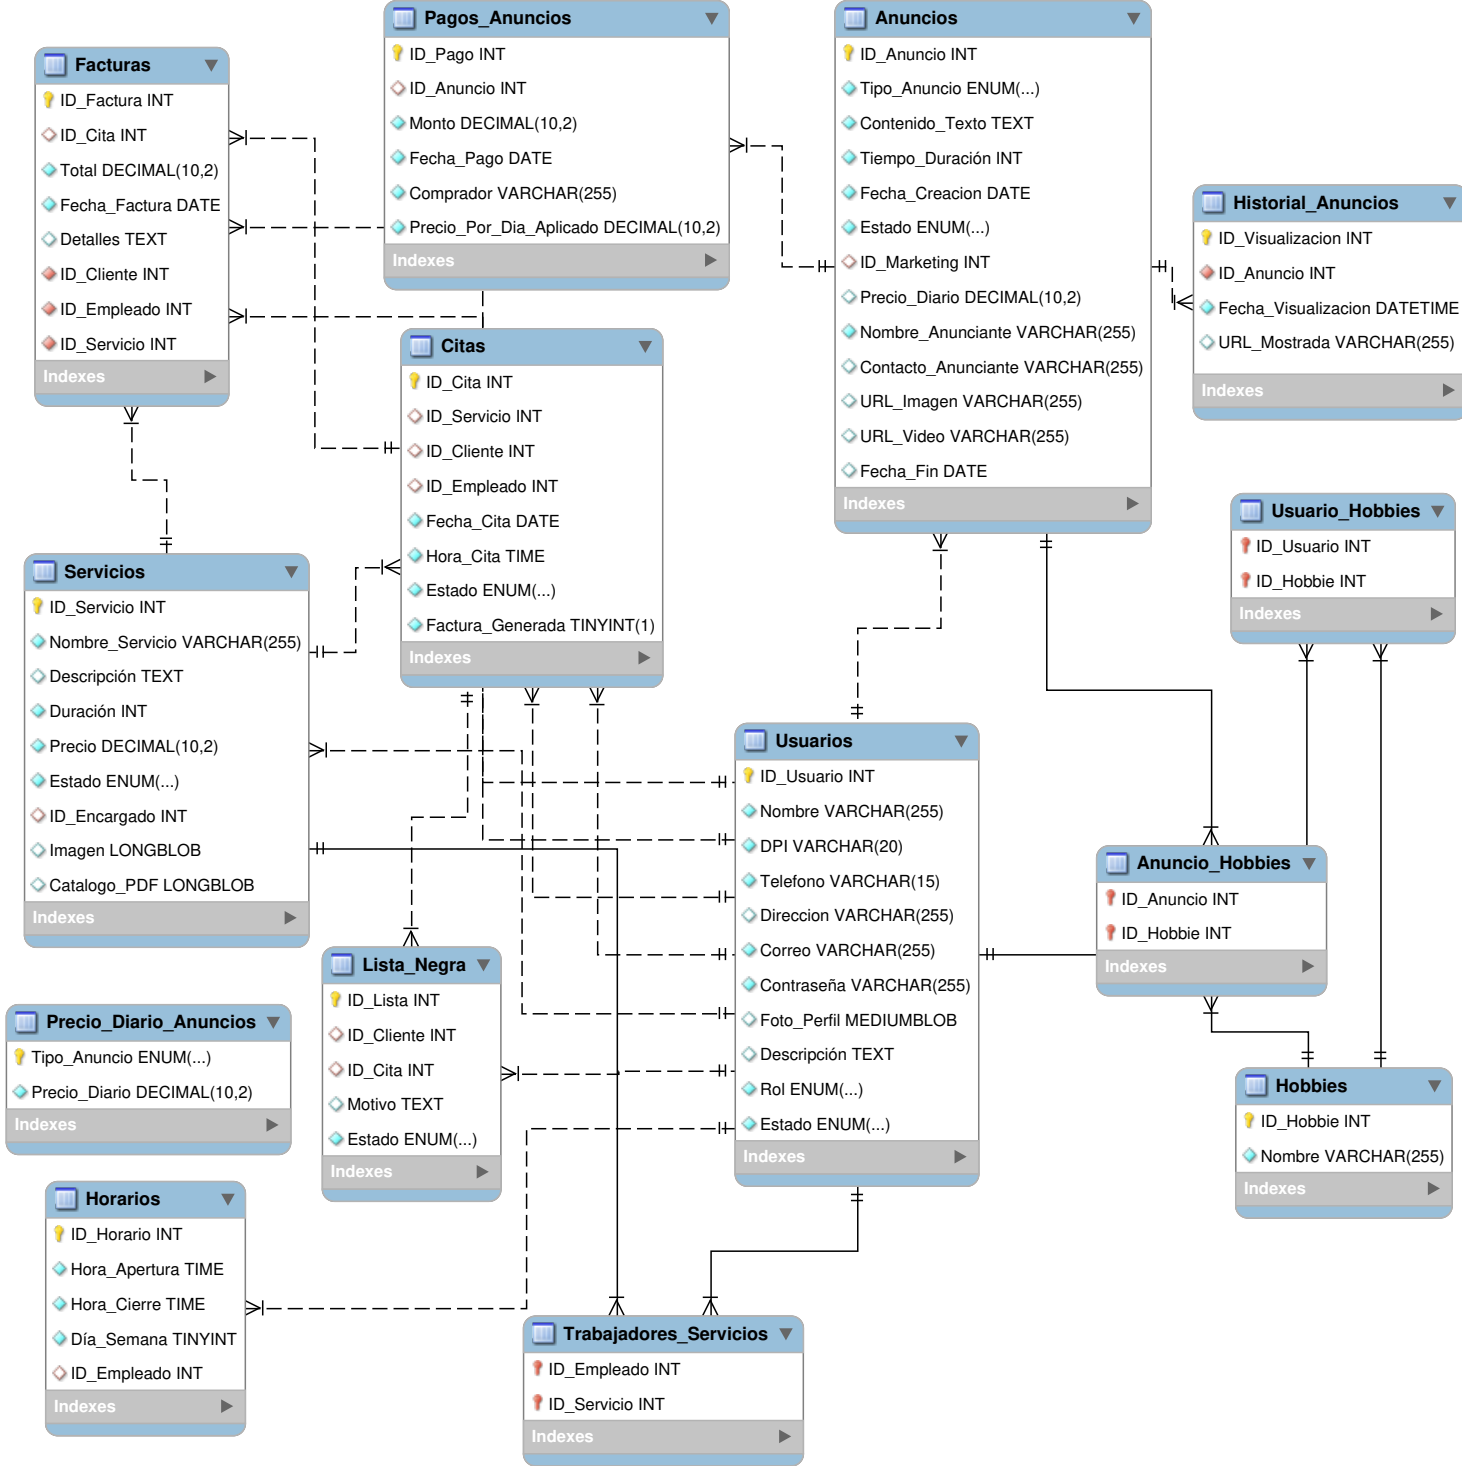 Facturas
ID_Factura INT
ID_Cita INT
Total DECIMAL(10,2)
Fecha_Factura DATE
Detalles TEXT
ID_Cliente INT
ID_Empleado INT
ID_Servicio INT
Indexes
Pagos_Anuncios
ID_Pago INT
ID_Anuncio INT
Monto DECIMAL(10,2)
Fecha_Pago DATE
Comprador VARCHAR(255)
Precio_Por_Dia_Aplicado DECIMAL(10,2)
Indexes
Anuncios
ID_Anuncio INT
Tipo_Anuncio ENUM(...)
Contenido_Texto TEXT
Tiempo_Duración INT
Fecha_Creacion DATE
Estado ENUM(...)
ID_Marketing INT
Precio_Diario DECIMAL(10,2)
Nombre_Anunciante VARCHAR(255)
Contacto_Anunciante VARCHAR(255)
URL_Imagen VARCHAR(255)
URL_Video VARCHAR(255)
Fecha_Fin DATE
Indexes
Historial_Anuncios
ID_Visualizacion INT
ID_Anuncio INT
Fecha_Visualizacion DATETIME
URL_Mostrada VARCHAR(255)
Indexes
Citas
ID_Cita INT
ID_Servicio INT
ID_Cliente INT
ID_Empleado INT
Fecha_Cita DATE
Hora_Cita TIME
Estado ENUM(...)
Factura_Generada TINYINT(1)
Indexes
Usuario_Hobbies
ID_Usuario INT
ID_Hobbie INT
Indexes
Servicios
ID_Servicio INT
Nombre_Servicio VARCHAR(255)
Descripción TEXT
Duración INT
Precio DECIMAL(10,2)
Estado ENUM(...)
ID_Encargado INT
Imagen LONGBLOB
Catalogo_PDF LONGBLOB
Indexes
Usuarios
ID_Usuario INT
Nombre VARCHAR(255)
DPI VARCHAR(20)
Telefono VARCHAR(15)
Direccion VARCHAR(255)
Correo VARCHAR(255)
Contraseña VARCHAR(255)
Foto_Perfil MEDIUMBLOB
Descripción TEXT
Rol ENUM(...)
Estado ENUM(...)
Indexes
Anuncio_Hobbies
ID_Anuncio INT
ID_Hobbie INT
Indexes
Lista_Negra
ID_Lista INT
ID_Cliente INT
ID_Cita INT
Motivo TEXT
Estado ENUM(...)
Indexes
Precio_Diario_Anuncios
Tipo_Anuncio ENUM(...)
Precio_Diario DECIMAL(10,2)
Indexes
Hobbies
ID_Hobbie INT
Nombre VARCHAR(255)
Indexes
Horarios
ID_Horario INT
Hora_Apertura TIME
Hora_Cierre TIME
Día_Semana TINYINT
ID_Empleado INT
Indexes
Trabajadores_Servicios
ID_Empleado INT
ID_Servicio INT
Indexes